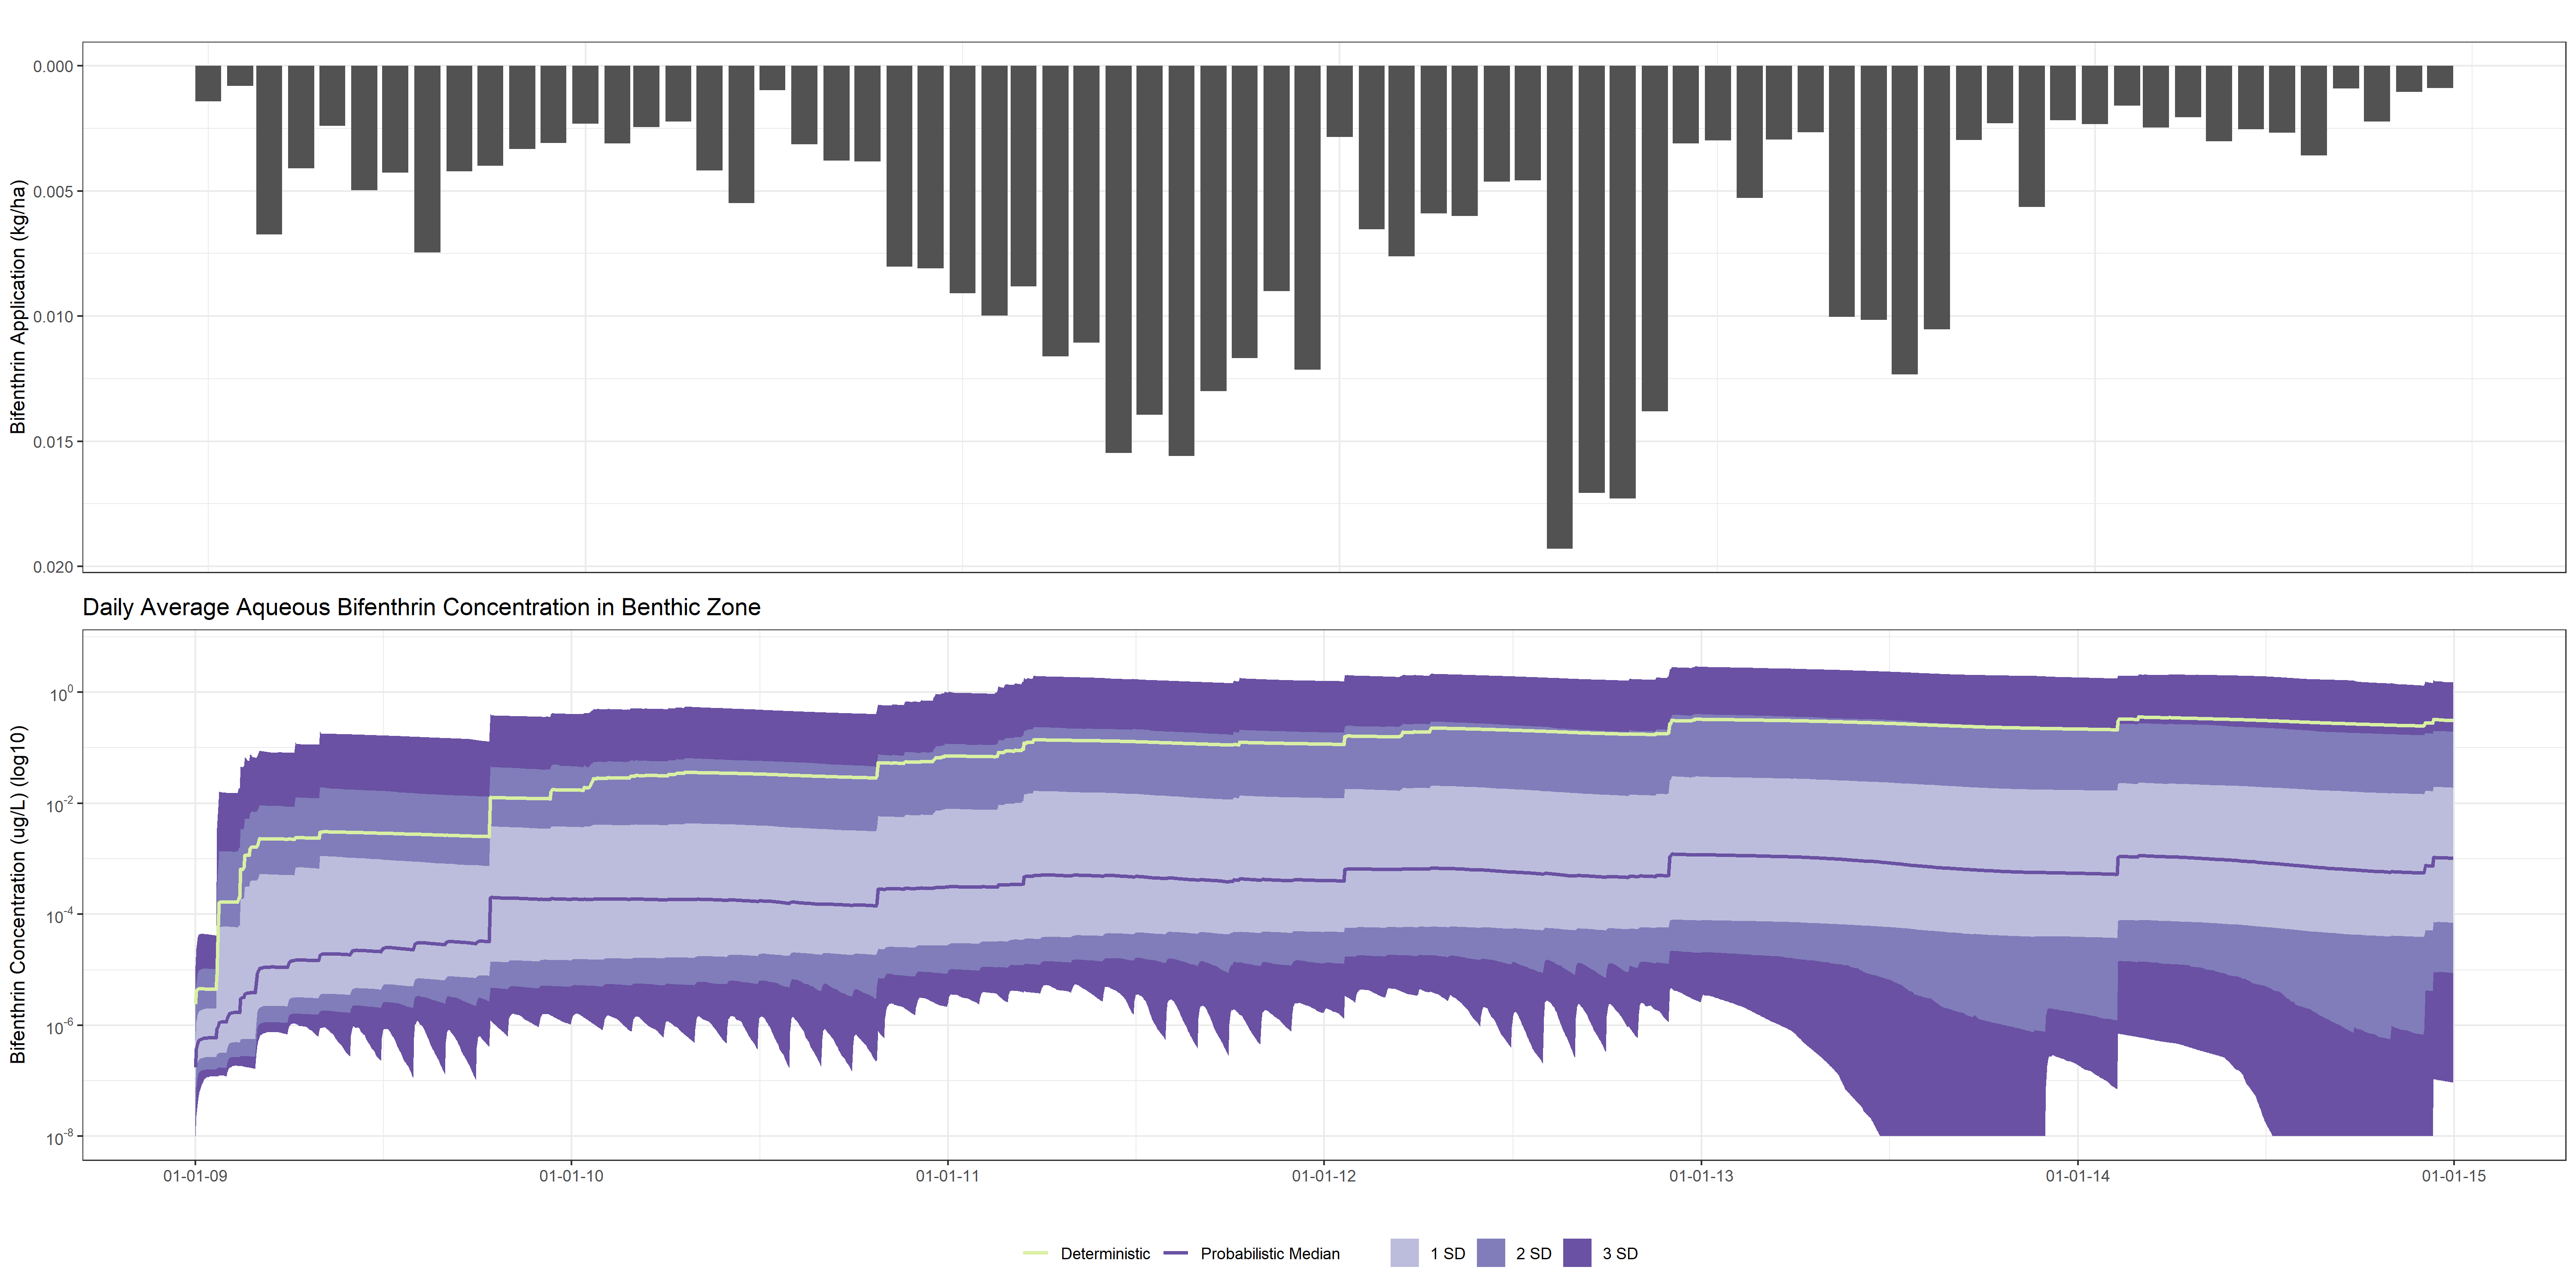 Bifenthrin Application (kg/ha)
0.000
0.005
0.010
0.015
0.020
Daily Average Aqueous Bifenthrin Concentration in Benthic Zone
Bifenthrin Concentration (ug/L) (log10)
10^0
10^-2
10^-4
10^-6
10^-8
01-01-09 01-01-10 01-01-11 01-01-12 01-01-13 01-01-14 01-01-15
Deterministic Probabilistic Median 1 SD 2 SD 3 SD